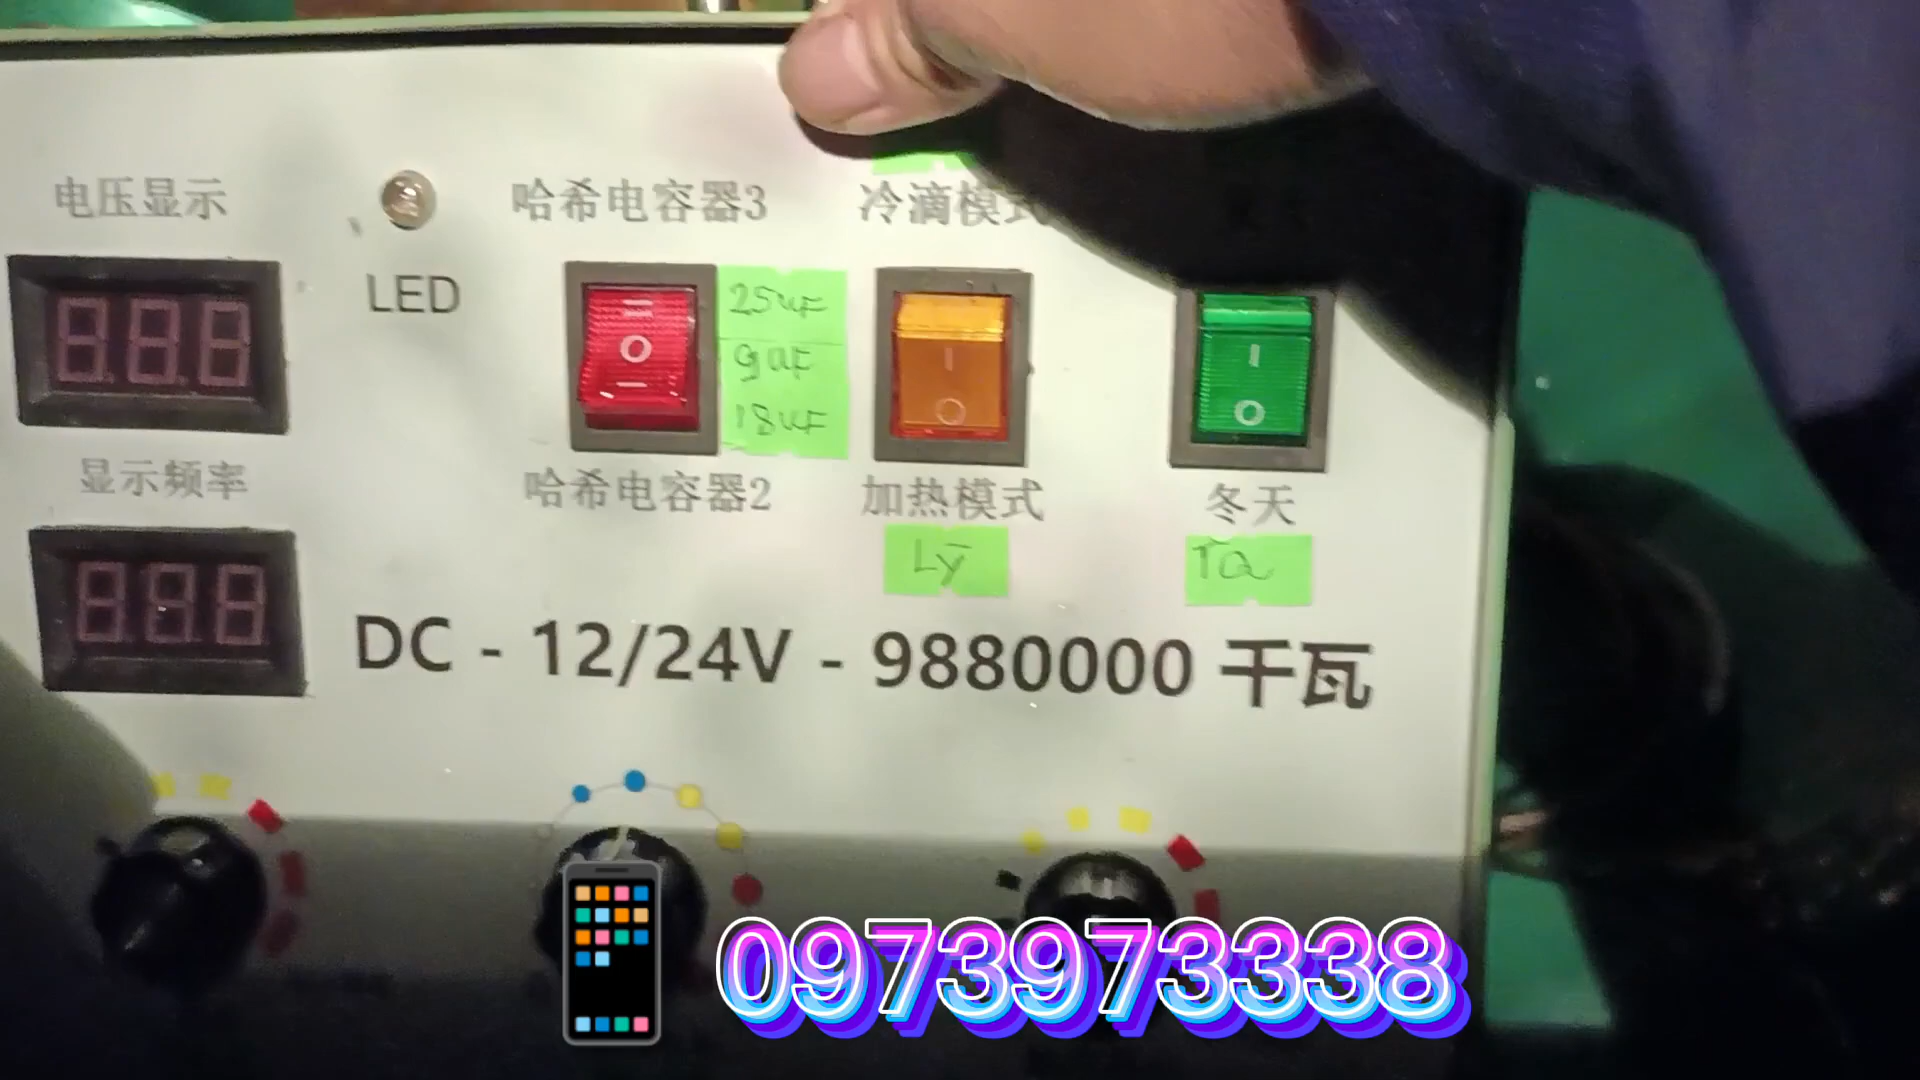 电压显示
LED
哈希电容器3
冷滴模式
25uF
9uF
18uF
显示频率
哈希电容器2
加热模式
冬天
Ly
Ta
DC - 12/24V - 9880000 千瓦
0973973338